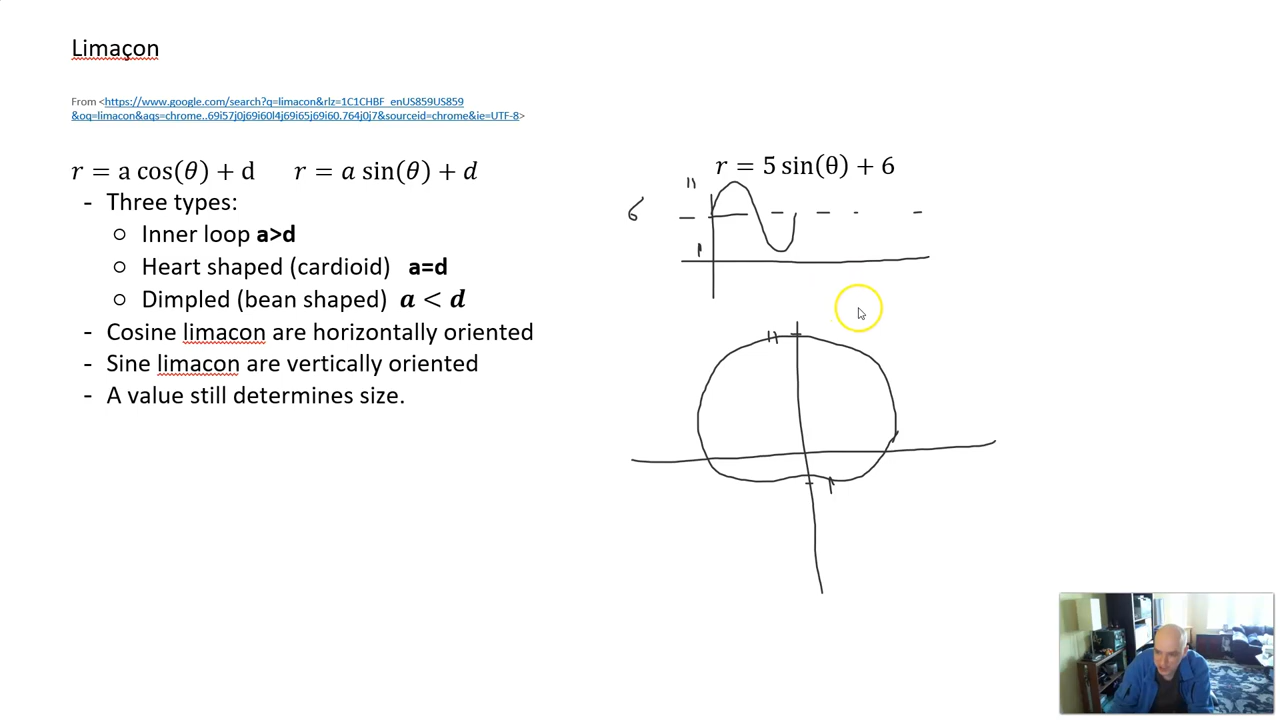 Limaçon
From <https://www.google.com/search?q=limacon&rlz=1C1CHBF_enUS859US859
&oq=limacon&aqs=chrome..69i57j0j69i60l4j69i65j69i60.764j0j7&sourceid=chrome&ie=UTF-8>
r = a cos(θ) + d    r = a sin(θ) + d
- Three types:
○ Inner loop a>d
○ Heart shaped (cardioid) a=d
○ Dimpled (bean shaped) a < d
- Cosine limacon are horizontally oriented
- Sine limacon are vertically oriented
- A value still determines size.
r = 5 sin(θ) + 6
11
6
1
11
1